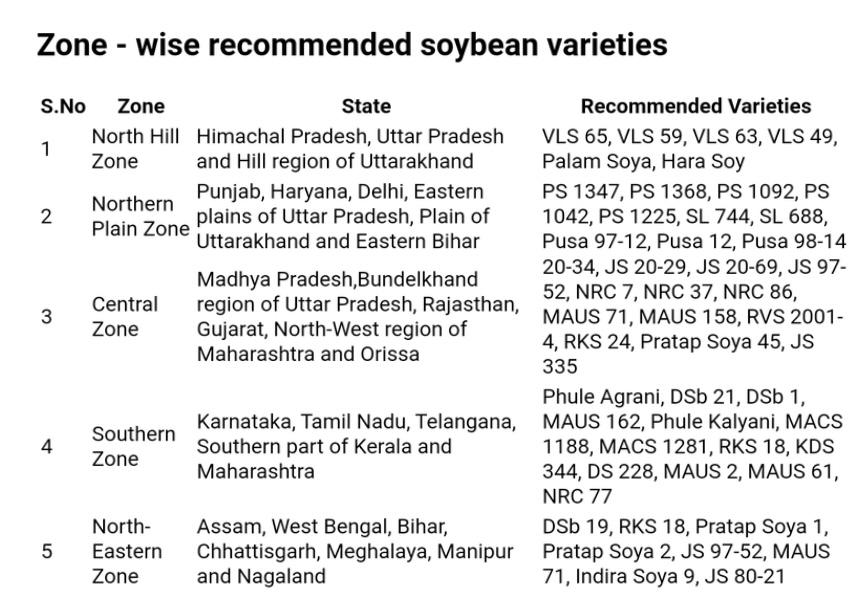 Zone - wise recommended soybean varieties
S.No Zone State Recommended Varieties
1 North Hill Zone Himachal Pradesh, Uttar Pradesh and Hill region of Uttarakhand VLS 65, VLS 59, VLS 63, VLS 49, Palam Soya, Hara Soy
2 Northern Plain Zone Punjab, Haryana, Delhi, Eastern plains of Uttar Pradesh, Plain of Uttarakhand and Eastern Bihar PS 1347, PS 1368, PS 1092, PS 1042, PS 1225, SL 744, SL 688, Pusa 97-12, Pusa 12, Pusa 98-14
3 Central Zone Madhya Pradesh,Bundelkhand region of Uttar Pradesh, Rajasthan, Gujarat, North-West region of Maharashtra and Orissa 20-34, JS 20-29, JS 20-69, JS 97-52, NRC 7, NRC 37, NRC 86, MAUS 71, MAUS 158, RVS 2001-4, RKS 24, Pratap Soya 45, JS 335
4 Southern Zone Karnataka, Tamil Nadu, Telangana, Southern part of Kerala and Maharashtra Phule Agrani, DSb 21, DSb 1, MAUS 162, Phule Kalyani, MACS 1188, MACS 1281, RKS 18, KDS 344, DS 228, MAUS 2, MAUS 61, NRC 77
5 North-Eastern Zone Assam, West Bengal, Bihar, Chhattisgarh, Meghalaya, Manipur and Nagaland DSb 19, RKS 18, Pratap Soya 1, Pratap Soya 2, JS 97-52, MAUS 71, Indira Soya 9, JS 80-21